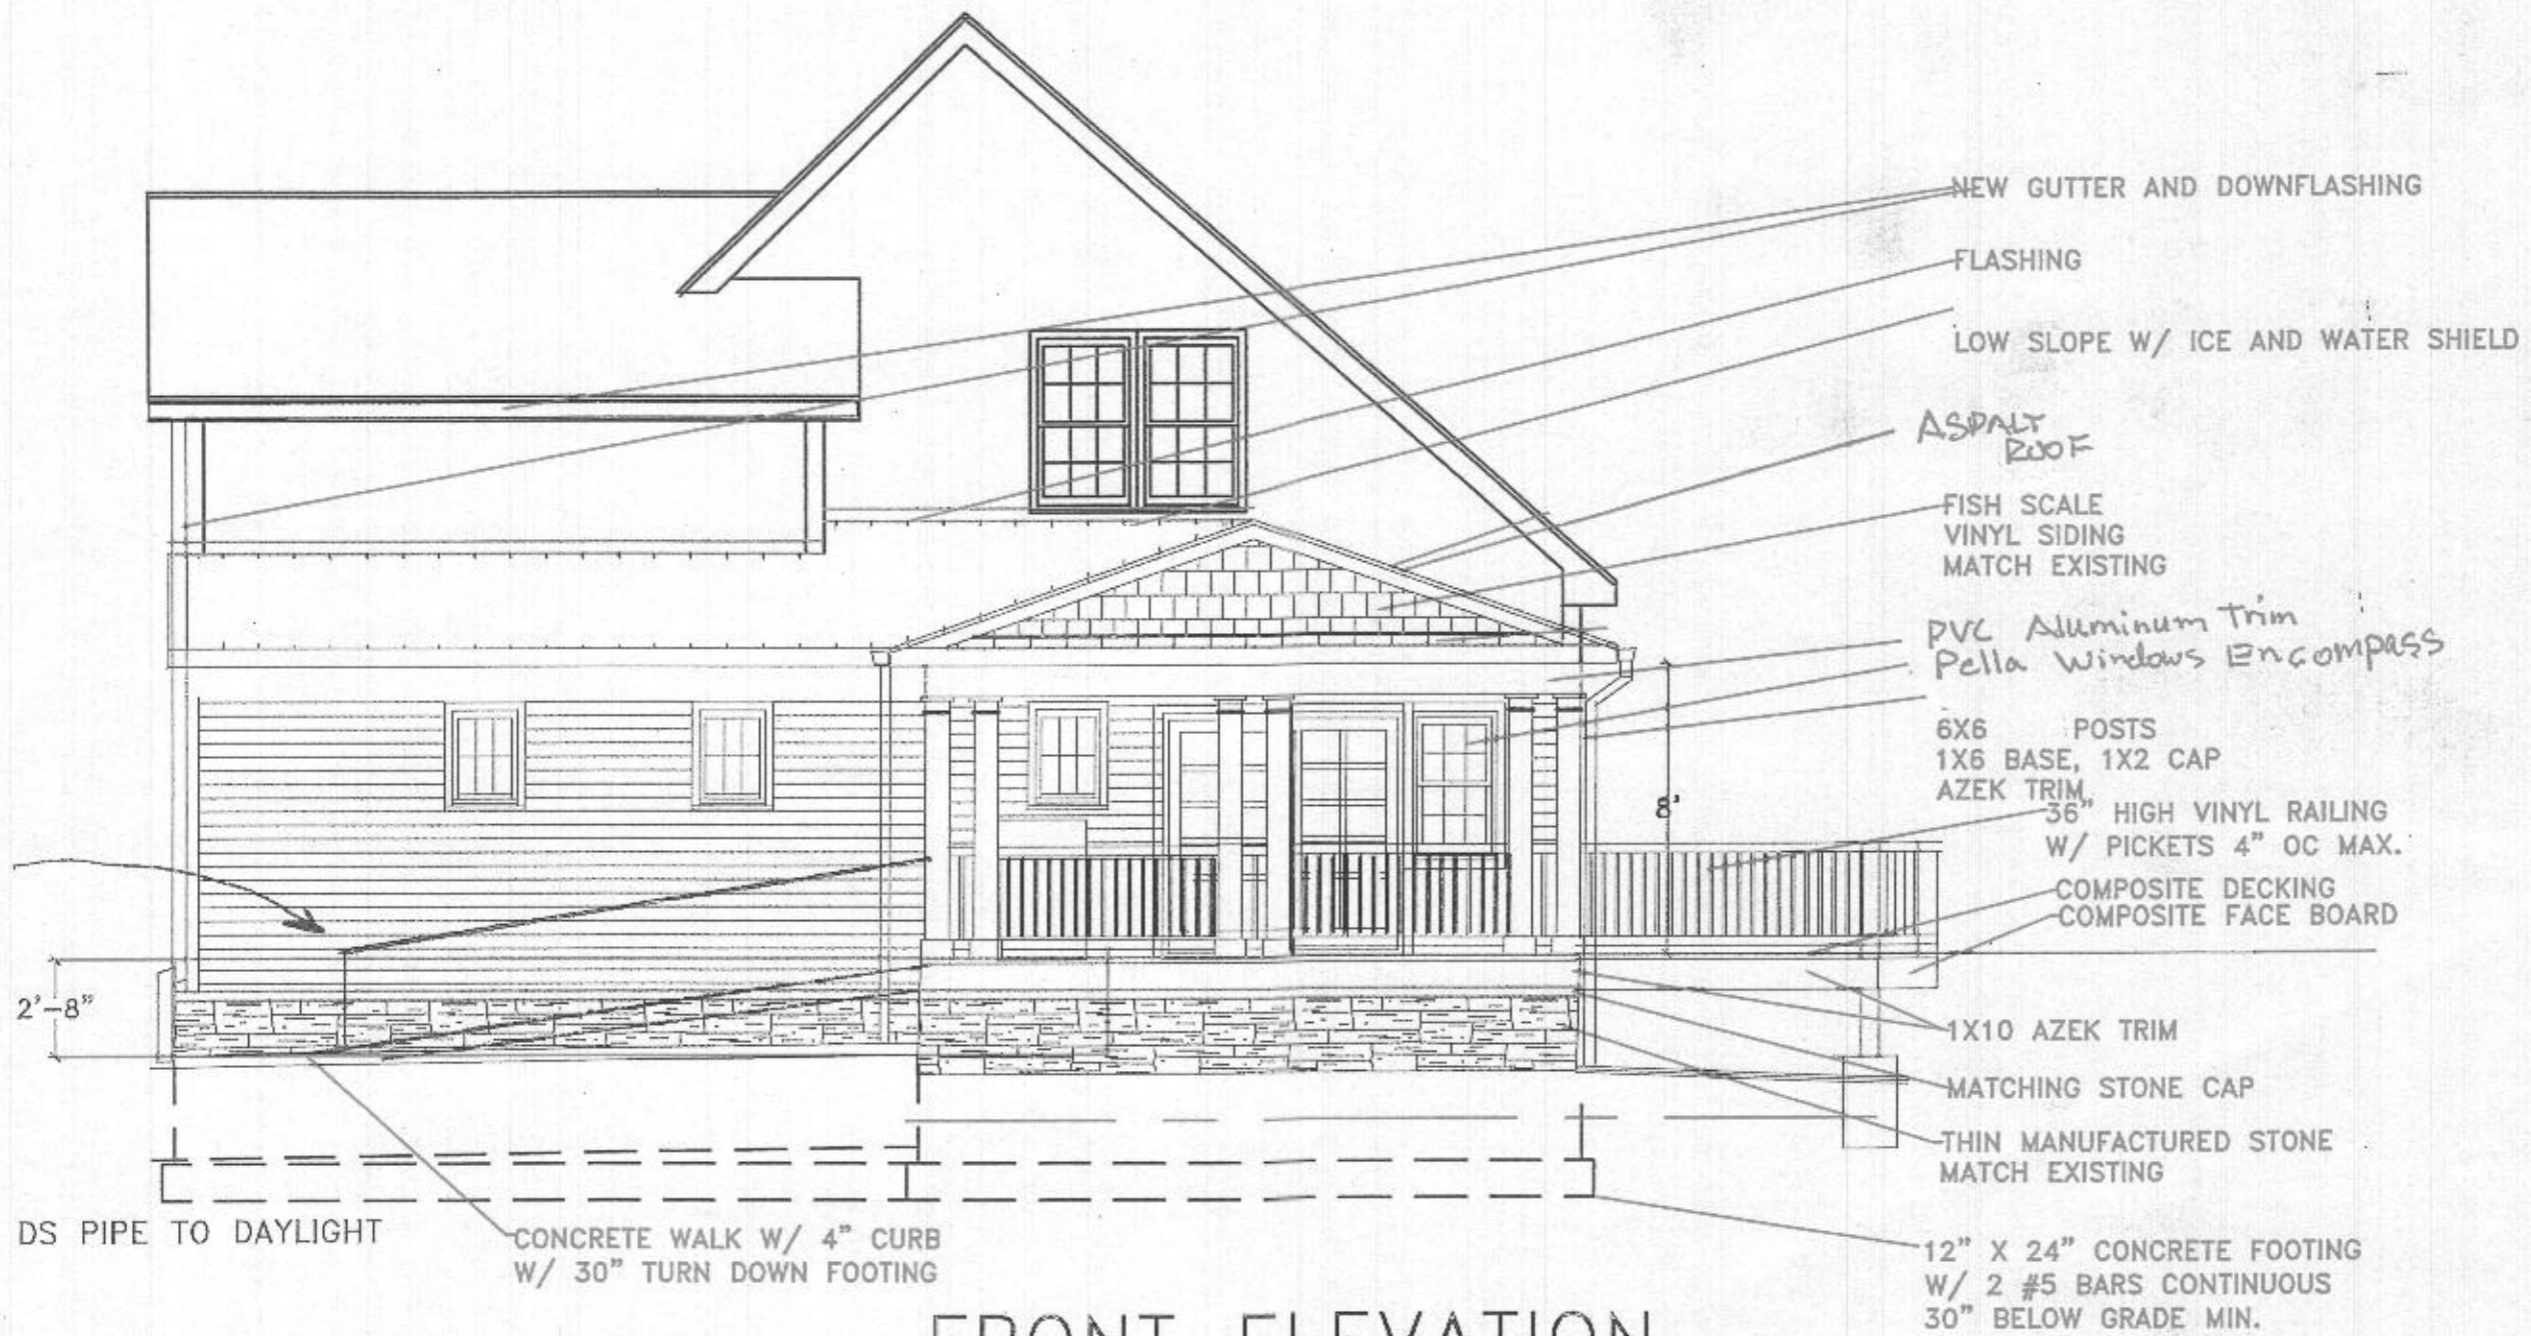 NEW GUTTER AND DOWNFLASHING
FLASHING
LOW SLOPE W/ ICE AND WATER SHIELD
ASPALT
ROOF
FISH SCALE
VINYL SIDING
MATCH EXISTING
PVC Aluminum Trim
Pella Windows Encompass
6X6 POSTS
1X6 BASE, 1X2 CAP
AZEK TRIM
36" HIGH VINYL RAILING
W/ PICKETS 4" OC MAX.
8'
COMPOSITE DECKING
COMPOSITE FACE BOARD
2'-8"
1X10 AZEK TRIM
MATCHING STONE CAP
THIN MANUFACTURED STONE
MATCH EXISTING
DS PIPE TO DAYLIGHT
CONCRETE WALK W/ 4" CURB
W/ 30" TURN DOWN FOOTING
12" X 24" CONCRETE FOOTING
W/ 2 #5 BARS CONTINUOUS
30" BELOW GRADE MIN.
FRONT ELEVATION